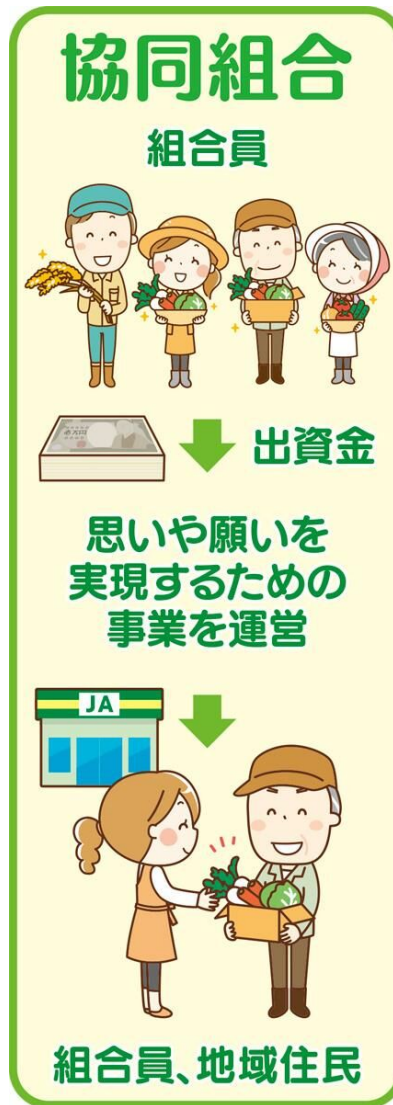 協同組合
組合員
出資金
思いや願いを
実現するための
事業を運営
JA
組合員、地域住民